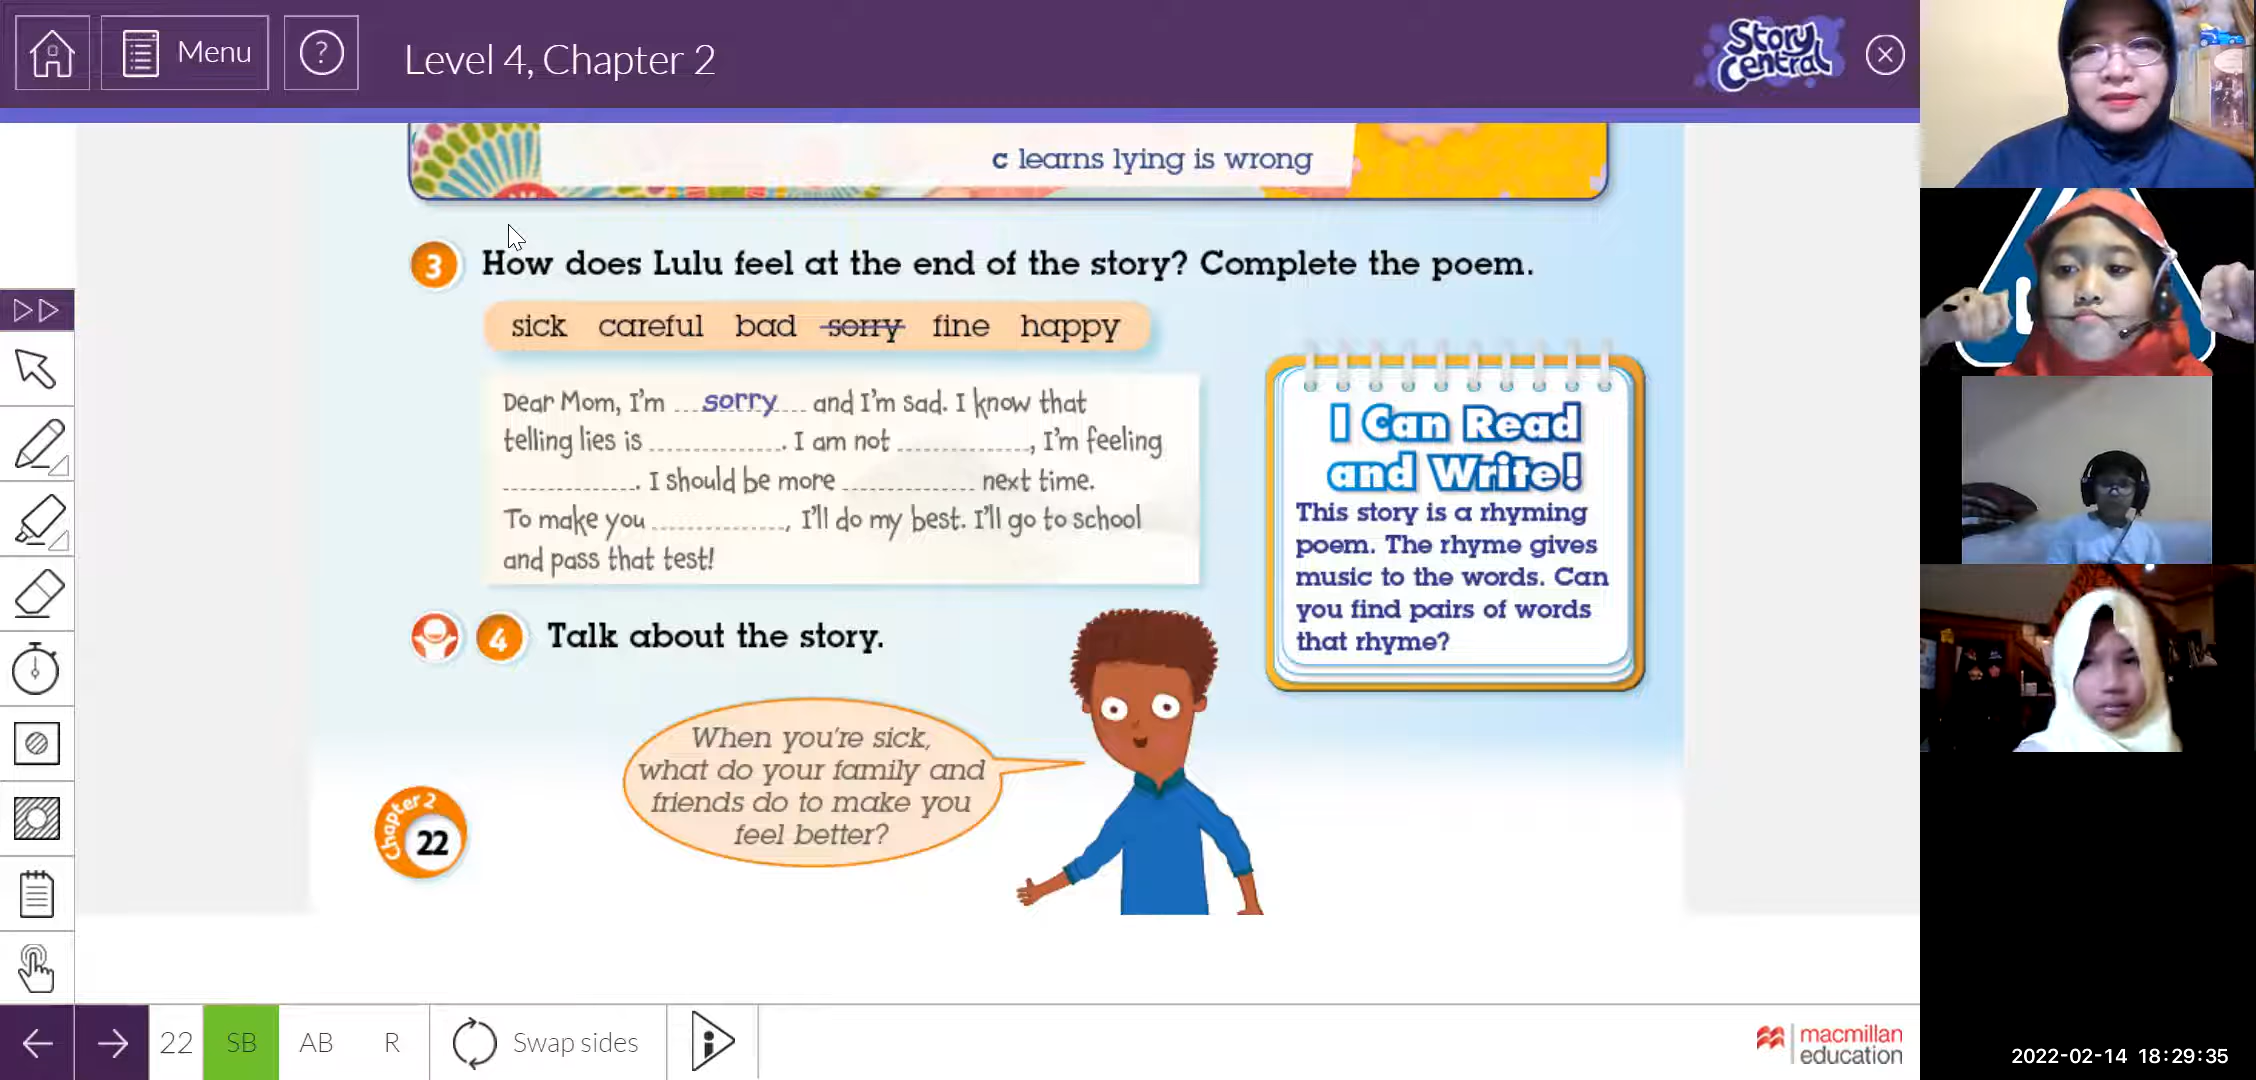 Menu
?
Level 4, Chapter 2
Story
Central
c learns lying is wrong
3 How does Lulu feel at the end of the story? Complete the poem.
sick careful bad sorry fine happy
Dear Mom, I'm sorry and I'm sad. I know that
telling lies is ............... . I am not ..............., I'm feeling
............... . I should be more ............... next time.
To make you ..............., I'll do my best. I'll go to school
and pass that test!
I Can Read
and Write!
This story is a rhyming
poem. The rhyme gives
music to the words. Can
you find pairs of words
that rhyme?
4 Talk about the story.
When you're sick,
what do your family and
friends do to make you
feel better?
Chapter 2
22
22
SB
AB
R
Swap sides
macmillan
education
2022-02-14 18:29:35